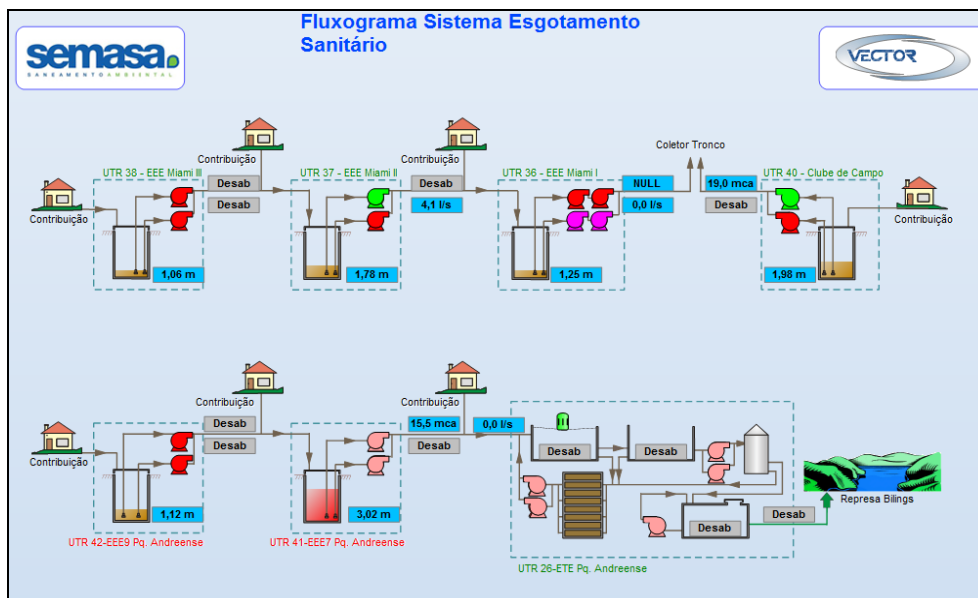 Fluxograma Sistema Esgotamento
Sanitário
semasa
SANEAMENTO AMBIENTAL
VECTOR
Contribuição
Contribuição
Coletor Tronco
UTR 38 - EEE Miami III
UTR 37 - EEE Miami II
UTR 36 - EEE Miami I
UTR 40 - Clube de Campo
Desab
Desab
NULL
19,0 mca
Contribuição
Desab
4,1 l/s
0,0 l/s
Desab
Contribuição
1,06 m
1,78 m
1,25 m
1,98 m
Contribuição
Contribuição
Desab
15,5 mca
0,0 l/s
Contribuição
Desab
Desab
Desab
Desab
1,12 m
3,02 m
Desab
Desab
Represa Bilings
UTR 42-EEE9 Pq. Andreense
UTR 41-EEE7 Pq. Andreense
UTR 26-ETE Pq. Andreense